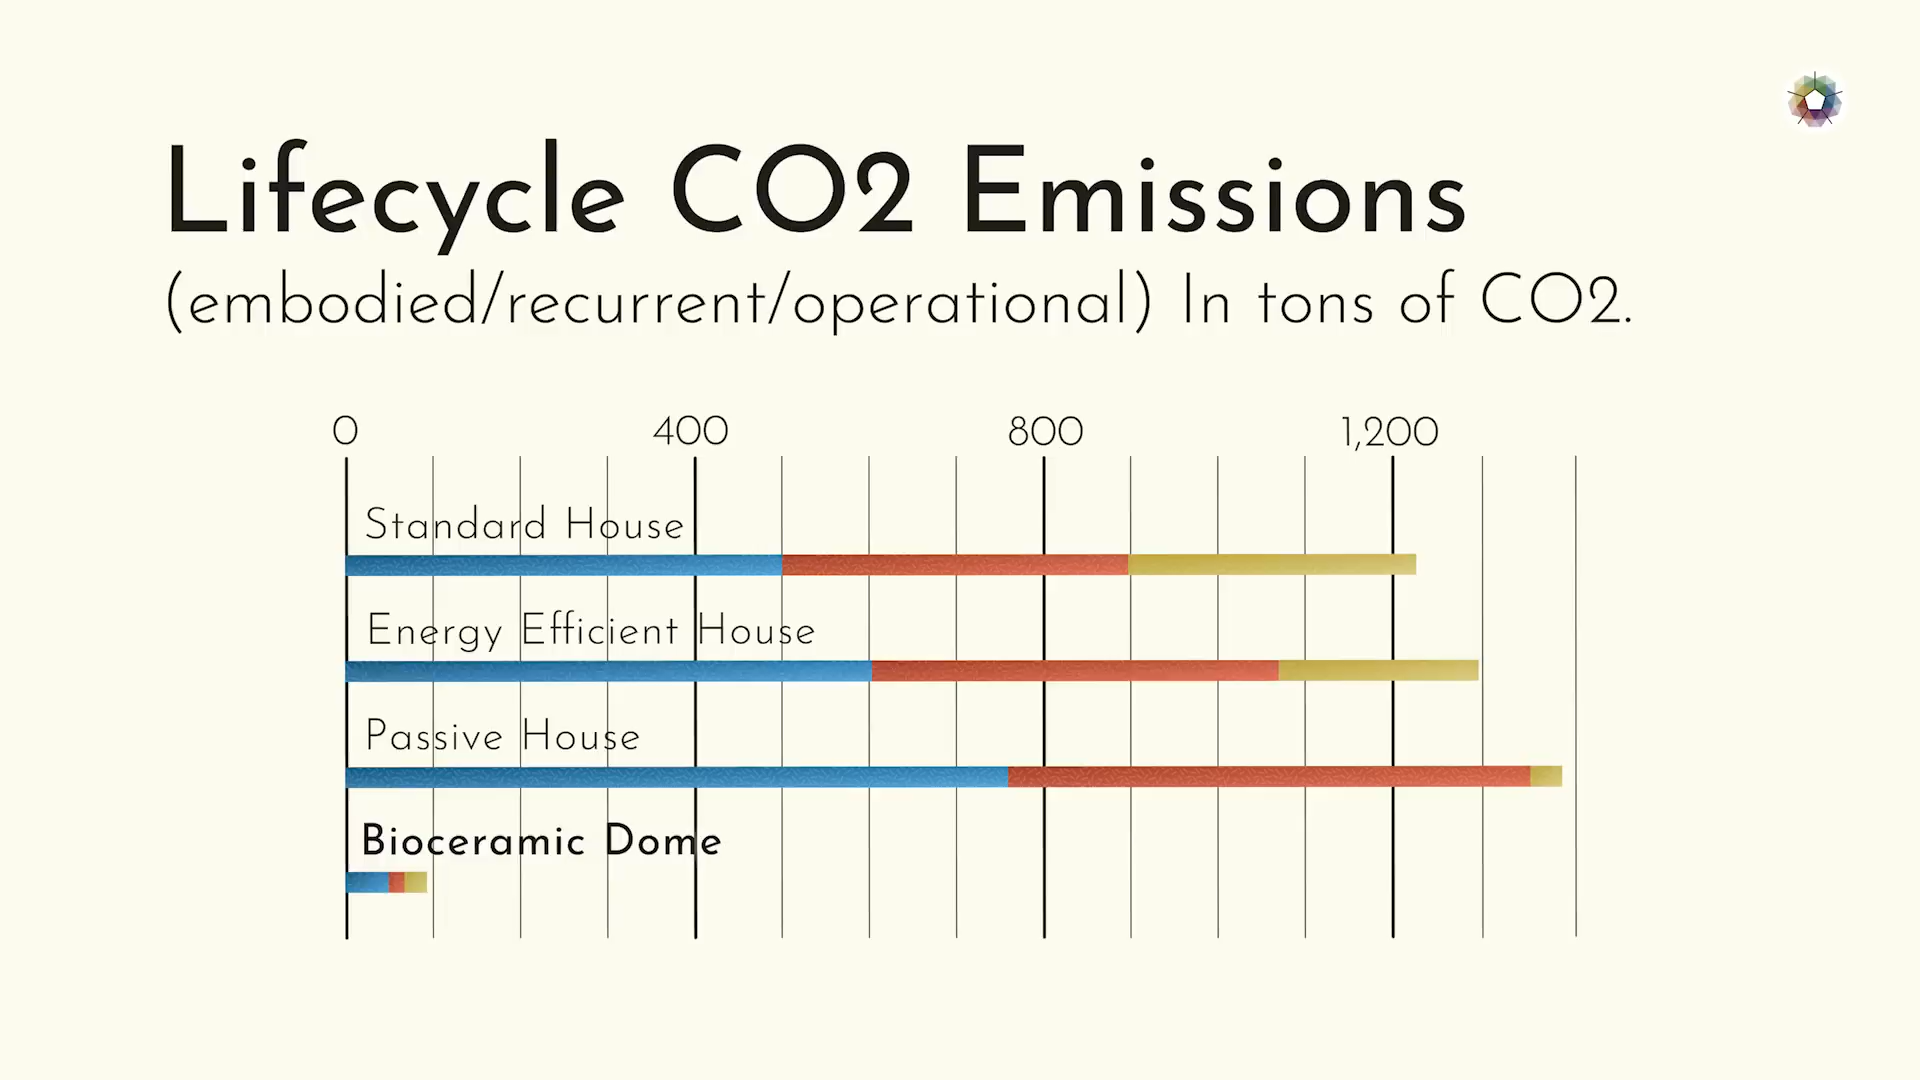 Lifecycle CO2 Emissions
(embodied/recurrent/operational) In tons of CO2.
0 400 800 1,200
Standard House
Energy Efficient House
Passive House
Bioceramic Dome